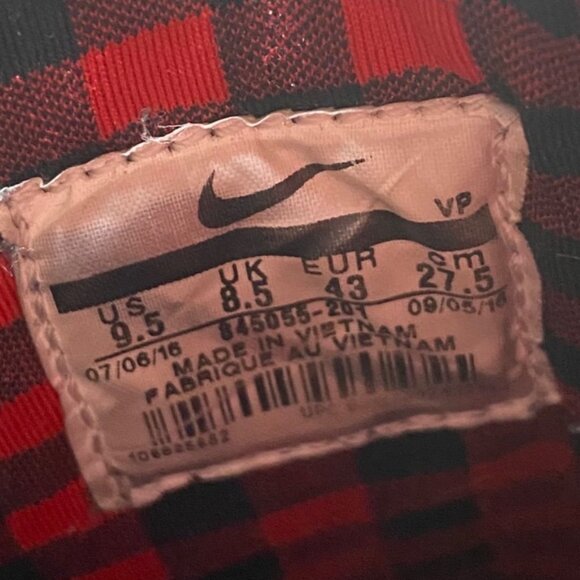 VP
US UK EUR cm
9.5 8.5 43 27.5
07/06/16 845055-201 09/05/16
MADE IN VIETNAM
FABRIQUE AU VIETNAM